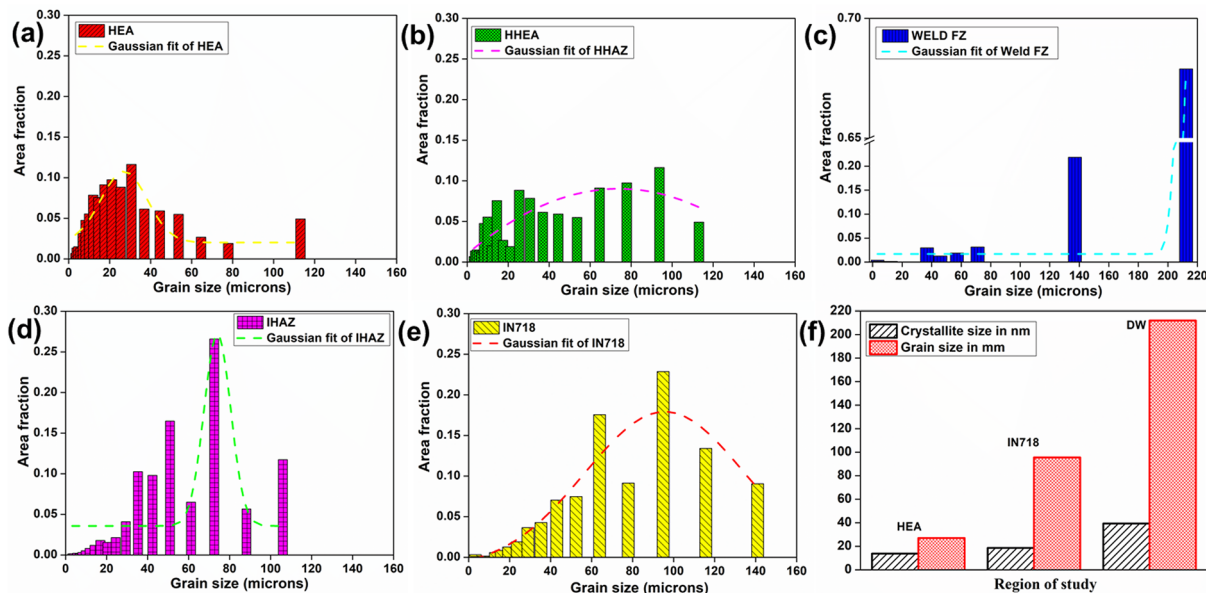 (a)
HEA
Gaussian fit of HEA
Area fraction
0.30
0.25
0.20
0.15
0.10
0.05
0.00
0 20 40 60 80 100 120 140 160
Grain size (microns)
(b)
HHEA
Gaussian fit of HHAZ
Area fraction
0.30
0.25
0.20
0.15
0.10
0.05
0.00
0 20 40 60 80 100 120 140 160
Grain size (microns)
(c)
WELD FZ
Gaussian fit of Weld FZ
Area fraction
0.70
0.65
0.20
0.15
0.10
0.05
0.00
0 20 40 60 80 100 120 140 160 180 200 220
Grain size (microns)
(d)
IHAZ
Gaussian fit of IHAZ
Area fraction
0.30
0.25
0.20
0.15
0.10
0.05
0.00
0 20 40 60 80 100 120 140 160
Grain size (microns)
(e)
IN718
Gaussian fit of IN718
Area fraction
0.30
0.25
0.20
0.15
0.10
0.05
0.00
0 20 40 60 80 100 120 140 160
Grain size (microns)
(f)
Crystallite size in nm
Grain size in mm
220
200
180
160
140
120
100
80
60
40
20
0
HEA
IN718
DW
Region of study